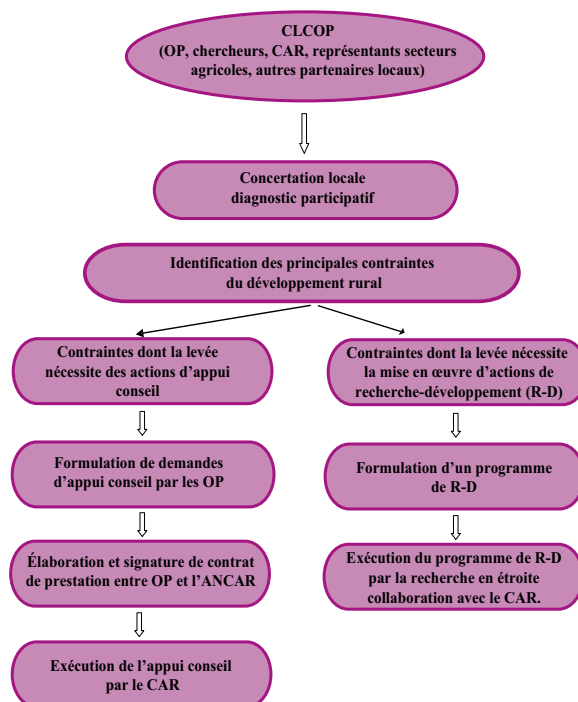 CLCOP
(OP, chercheurs, CAR, représentants secteurs
agricoles, autres partenaires locaux)
Concertation locale
diagnostic participatif
Identification des principales contraintes
du développement rural
Contraintes dont la levée
nécessite des actions d'appui
conseil
Contraintes dont la levée nécessite
la mise en œuvre d'actions de
recherche-développement (R-D)
Formulation de demandes
d'appui conseil par les OP
Formulation d'un programme
de R-D
Élaboration et signature de contrat
de prestation entre OP et l'ANCAR
Exécution du programme de R-D
par la recherche en étroite
collaboration avec le CAR.
Exécution de l'appui conseil
par le CAR